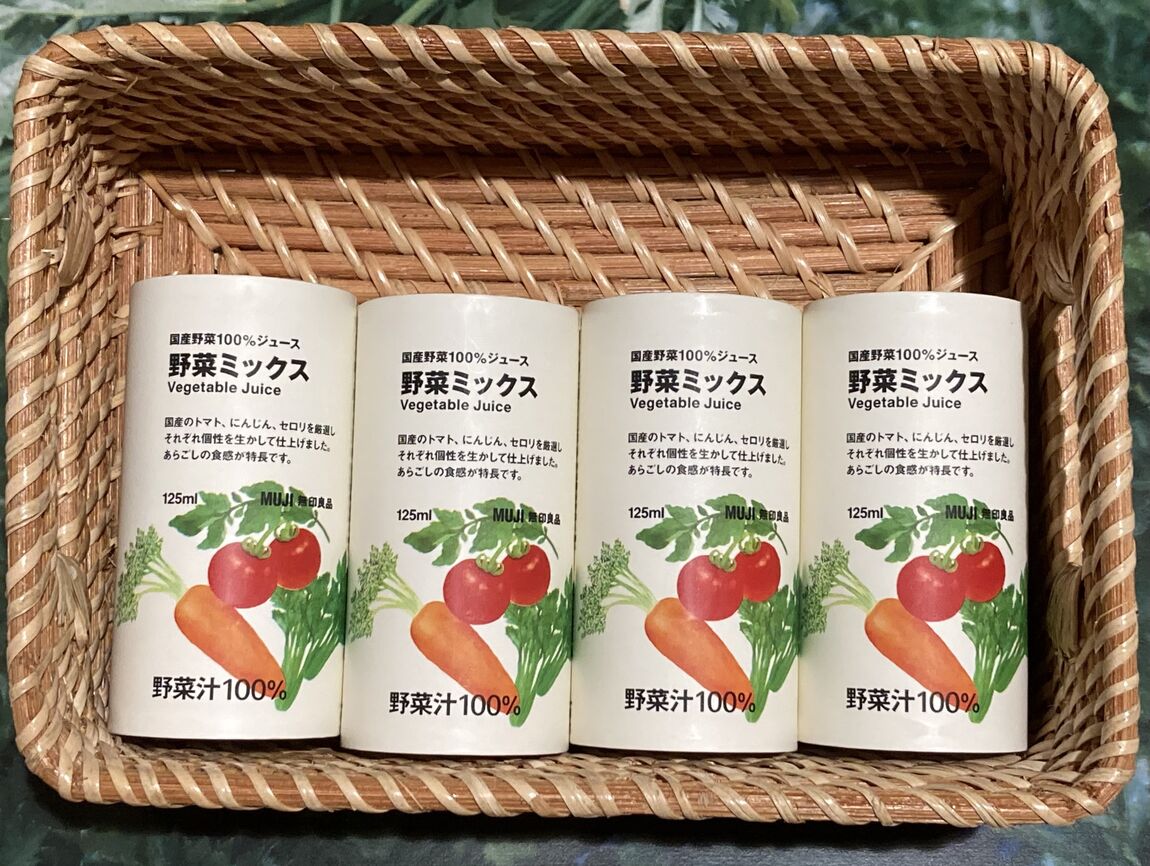 国産野菜100%ジュース
野菜ミックス
Vegetable Juice
国産のトマト、にんじん、セロリを厳選し
それぞれ個性を生かして仕上げました。
あらごしの食感が特長です。
125ml MUJI 無印良品
野菜汁100%
国産野菜100%ジュース
野菜ミックス
Vegetable Juice
国産のトマト、にんじん、セロリを厳選し
それぞれ個性を生かして仕上げました。
あらごしの食感が特長です。
125ml MUJI 無印良品
野菜汁100%
国産野菜100%ジュース
野菜ミックス
Vegetable Juice
国産のトマト、にんじん、セロリを厳選し
それぞれ個性を生かして仕上げました。
あらごしの食感が特長です。
125ml MUJI 無印良品
野菜汁100%
国産野菜100%ジュース
野菜ミックス
Vegetable Juice
国産のトマト、にんじん、セロリを厳選し
それぞれ個性を生かして仕上げました。
あらごしの食感が特長です。
125ml MUJI 無印良品
野菜汁100%